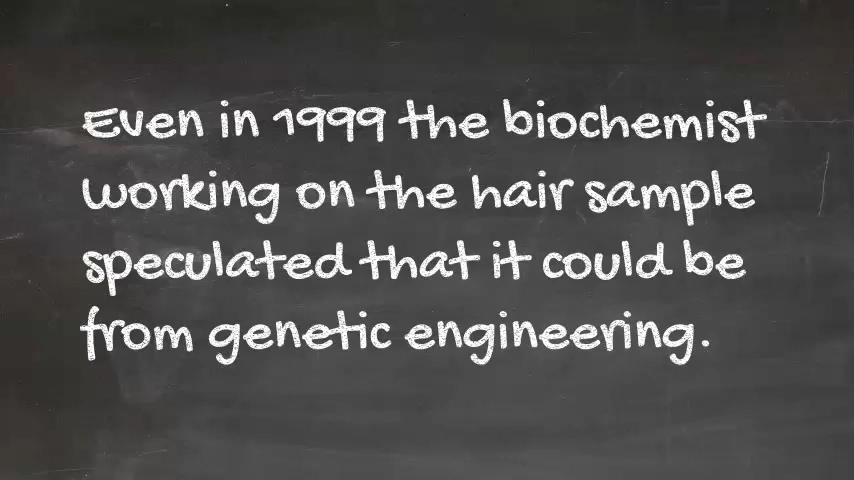 Even in 1999 the biochemist
working on the hair sample
speculated that it could be
from genetic engineering.